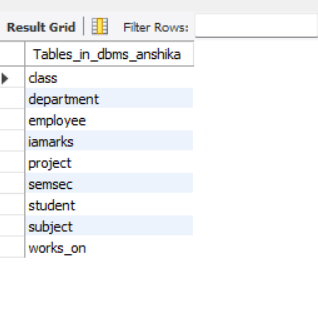 Result Grid Filter Rows:
Tables_in_dbms_anshika
class
department
employee
iamarks
project
semsec
student
subject
works_on